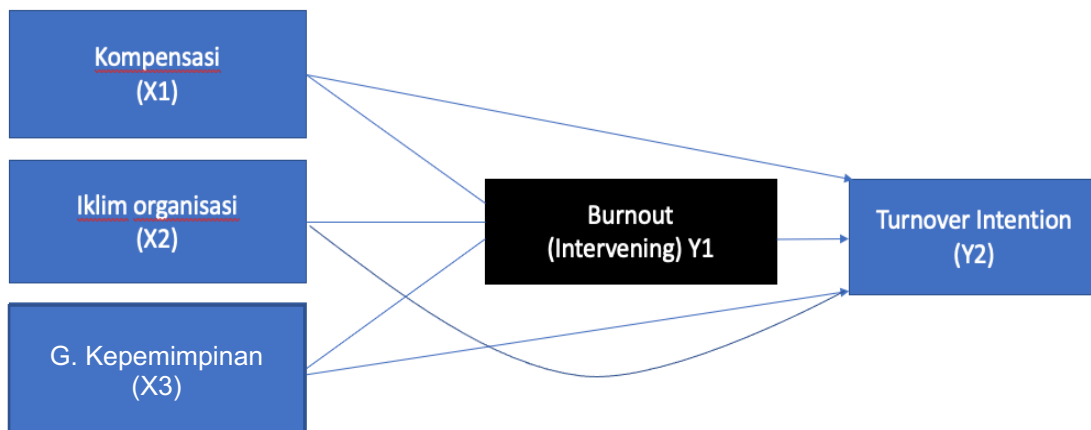 Kompensasi
(X1)
Iklim organisasi
(X2)
G. Kepemimpinan
(X3)
Burnout
(Intervening) Y1
Turnover Intention
(Y2)